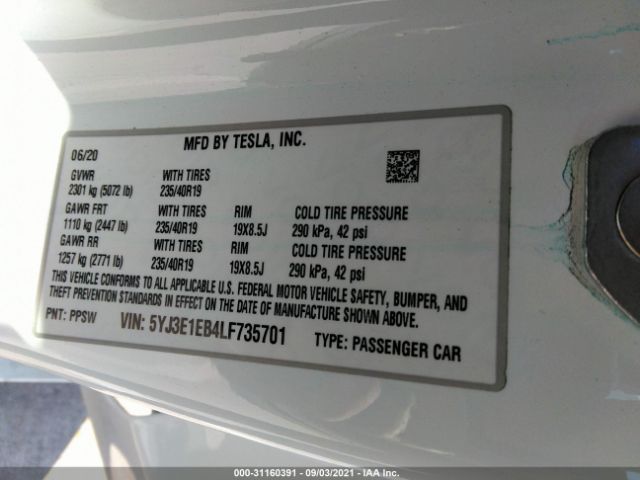 MFD BY TESLA, INC.
06/20
GVWR WITH TIRES
2301 kg (5072 lb) 235/40R19
GAWR FRT WITH TIRES RIM COLD TIRE PRESSURE
1110 kg (2447 lb) 235/40R19 19X8.5J 290 kPa, 42 psi
GAWR RR WITH TIRES RIM COLD TIRE PRESSURE
1257 kg (2771 lb) 235/40R19 19X8.5J 290 kPa, 42 psi
THIS VEHICLE CONFORMS TO ALL APPLICABLE U.S. FEDERAL MOTOR VEHICLE SAFETY, BUMPER, AND
THEFT PREVENTION STANDARDS IN EFFECT ON THE DATE OF MANUFACTURE SHOWN ABOVE.
PNT: PPSW VIN: 5YJ3E1EB4LF735701 TYPE: PASSENGER CAR
000-31160391 - 09/03/2021 - IAA Inc.